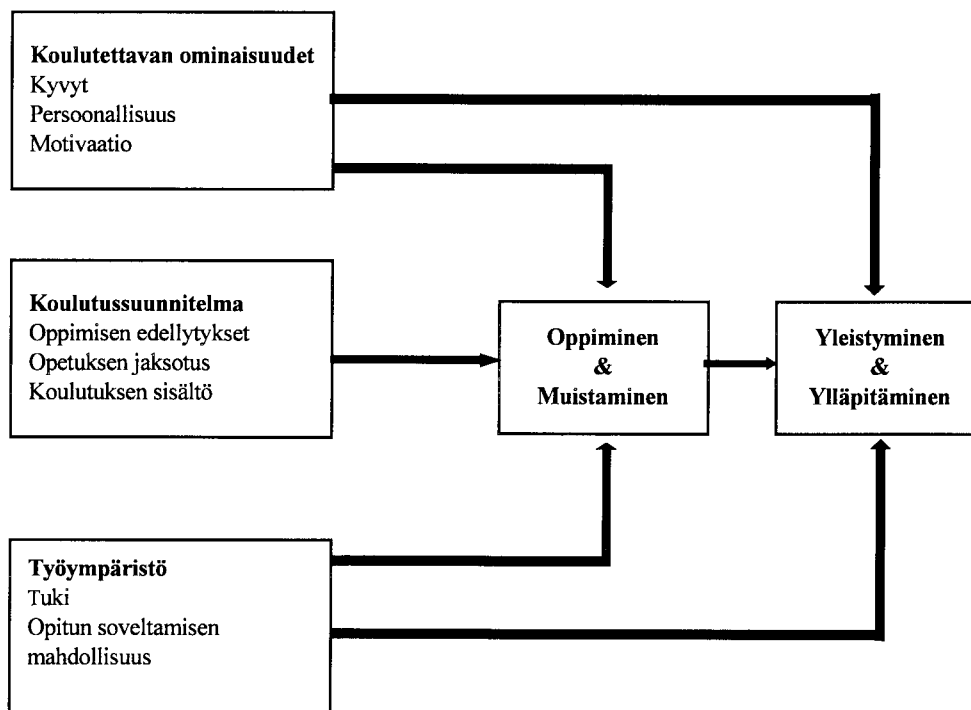 Koulutettavan ominaisuudet
Kyvyt
Persoonallisuus
Motivaatio
Koulutussuunnitelma
Oppimisen edellytykset
Opetuksen jaksotus
Koulutuksen sisältö
Oppiminen
&
Muistaminen
Yleistyminen
&
Ylläpitäminen
Työympäristö
Tuki
Opitun soveltamisen
mahdollisuus